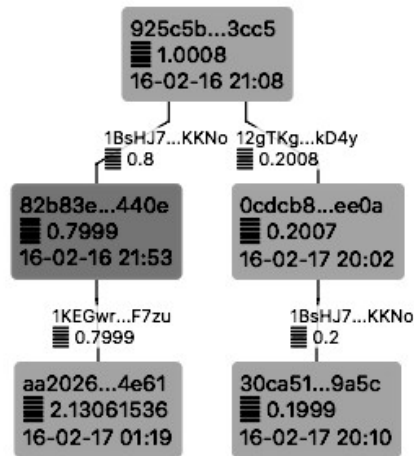 925c5b...3cc5
1.0008
16-02-16 21:08
1BsHJ7...KKNo
0.8
12gTKg...kD4y
0.2008
82b83e...440e
0.7999
16-02-16 21:53
0cdcb8...ee0a
0.2007
16-02-17 20:02
1KEGwr...F7zu
0.7999
1BsHJ7...KKNo
0.2
aa2026...4e61
2.13061536
16-02-17 01:19
30ca51...9a5c
0.1999
16-02-17 20:10